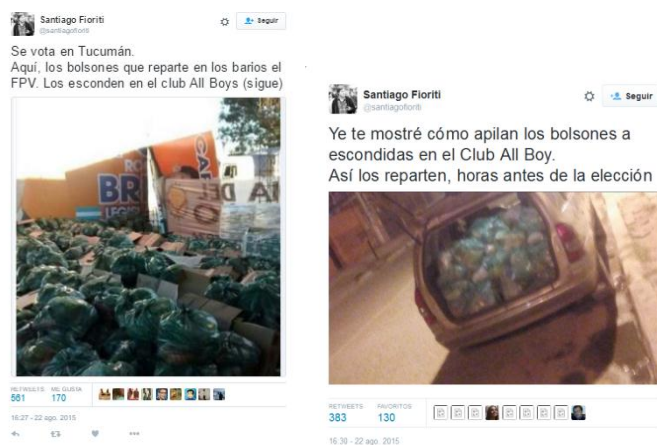 Santiago Fioriti
@santiagofioriti
Seguir
Se vota en Tucumán.
Aquí, los bolsones que reparte en los barios el
FPV. Los esconden en el club All Boys (sigue)
BR
LEGI
RETWEETS ME GUSTA
561 170
16:27 - 22 ago. 2015
Santiago Fioriti
@santiagofioriti
Seguir
Ye te mostré cómo apilan los bolsones a
escondidas en el Club All Boy.
Así los reparten, horas antes de la elección
RETWEETS FAVORITOS
383 130
16:30 - 22 ago. 2015